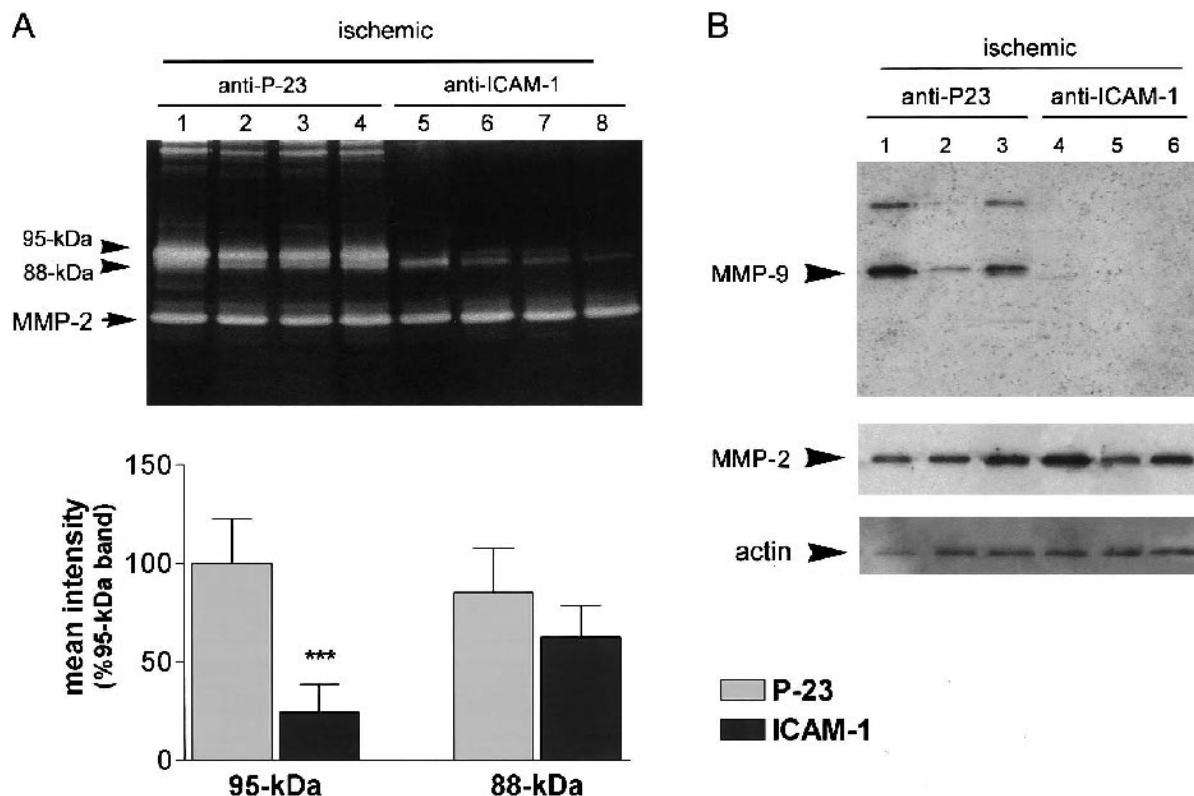 A
ischemic
anti-P-23 anti-ICAM-1
1 2 3 4 5 6 7 8
95-kDa
88-kDa
MMP-2
150
100
50
0
mean intensity
(%95-kDa band)
***
95-kDa 88-kDa
B
ischemic
anti-P23 anti-ICAM-1
1 2 3 4 5 6
MMP-9
MMP-2
actin
P-23
ICAM-1